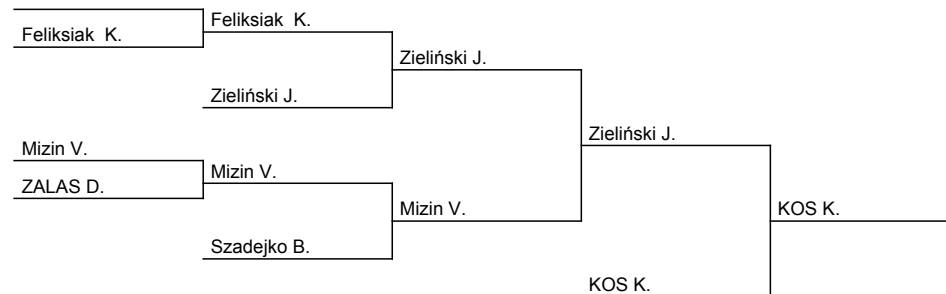 Feliksiak K.
Feliksiak K.
Zieliński J.
Zieliński J.
Zieliński J.
Mizin V.
Mizin V.
ZALAS D.
Mizin V.
KOS K.
Szadejko B.
KOS K.